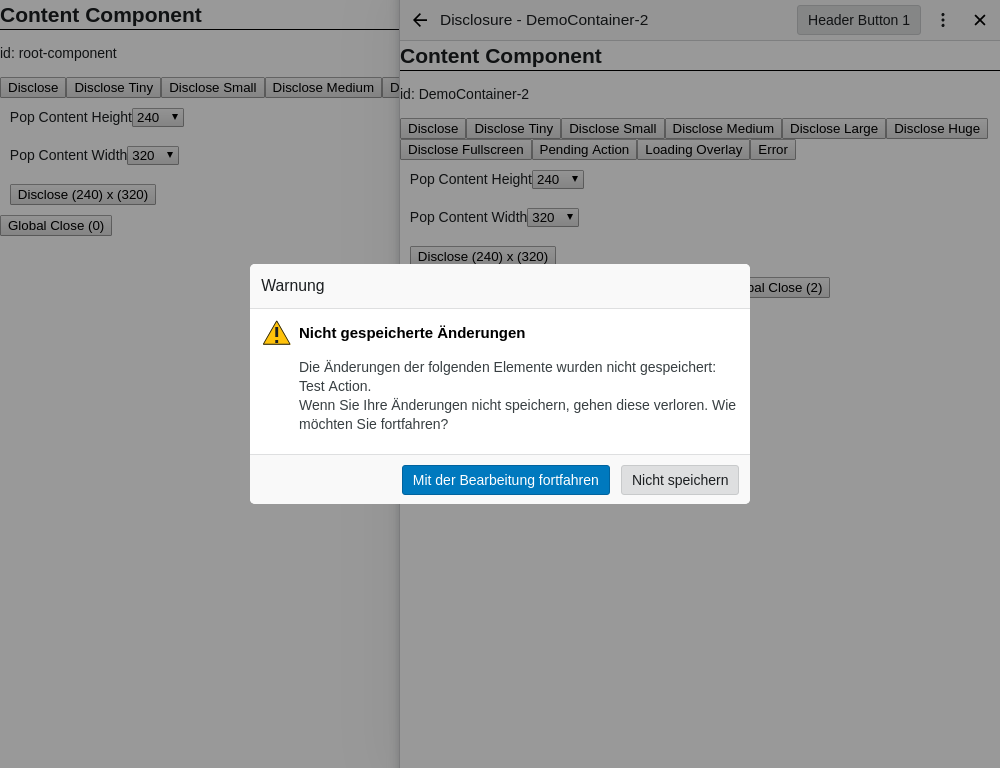 Content Component
id: root-component
Disclose Disclose Tiny Disclose Small Disclose Medium D
Pop Content Height 240
Pop Content Width 320
Disclose (240) x (320)
Global Close (0)
Disclosure - DemoContainer-2 Header Button 1
Content Component
id: DemoContainer-2
Disclose Disclose Tiny Disclose Small Disclose Medium Disclose Large Disclose Huge
Disclose Fullscreen Pending Action Loading Overlay Error
Pop Content Height 240
Pop Content Width 320
Disclose (240) x (320)
bal Close (2)
Warnung
Nicht gespeicherte Änderungen
Die Änderungen der folgenden Elemente wurden nicht gespeichert:
Test Action.
Wenn Sie Ihre Änderungen nicht speichern, gehen diese verloren. Wie
möchten Sie fortfahren?
Mit der Bearbeitung fortfahren Nicht speichern